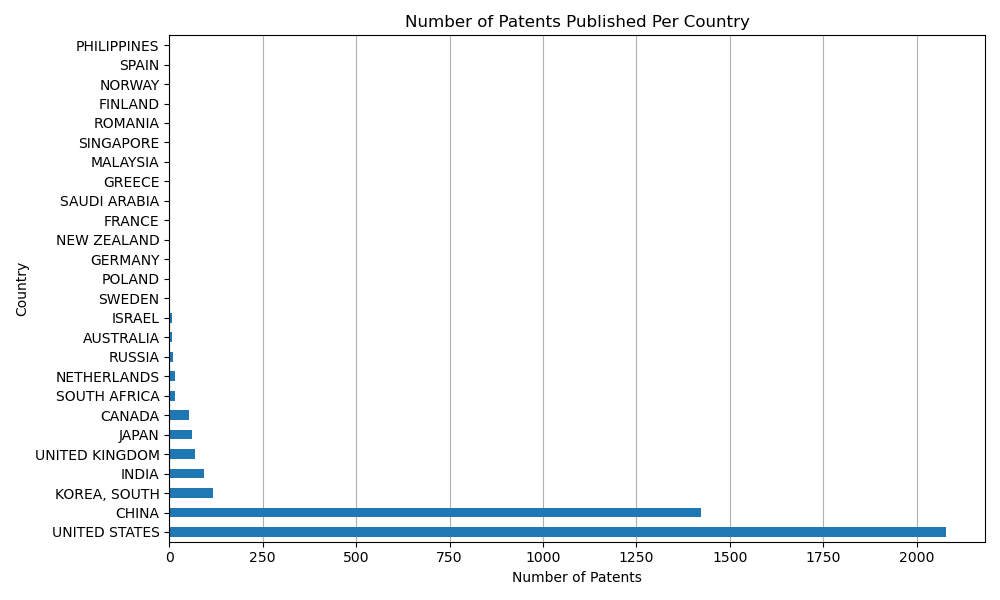 Number of Patents Published Per Country
Country
PHILIPPINES
SPAIN
NORWAY
FINLAND
ROMANIA
SINGAPORE
MALAYSIA
GREECE
SAUDI ARABIA
FRANCE
NEW ZEALAND
GERMANY
POLAND
SWEDEN
ISRAEL
AUSTRALIA
RUSSIA
NETHERLANDS
SOUTH AFRICA
CANADA
JAPAN
UNITED KINGDOM
INDIA
KOREA, SOUTH
CHINA
UNITED STATES
0 250 500 750 1000 1250 1500 1750 2000
Number of Patents